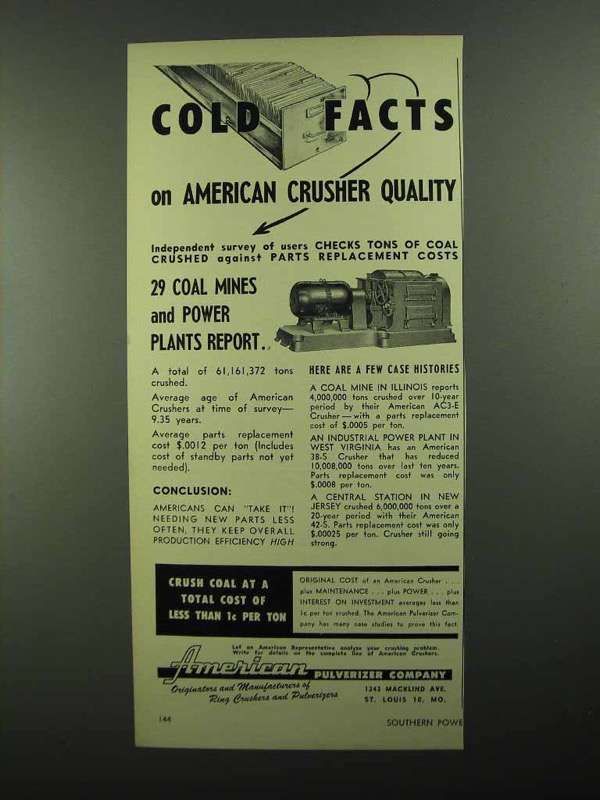 COLD FACTS
on AMERICAN CRUSHER QUALITY
Independent survey of users CHECKS TONS OF COAL
CRUSHED against PARTS REPLACEMENT COSTS
29 COAL MINES
and POWER
PLANTS REPORT..
A total of 61,161,372 tons
crushed.
Average age of American
Crushers at time of survey—
9.35 years.
Average parts replacement
cost $.0012 per ton (Includes
cost of standby parts not yet
needed).
CONCLUSION:
AMERICANS CAN "TAKE IT"!
NEEDING NEW PARTS LESS
OFTEN, THEY KEEP OVERALL
PRODUCTION EFFICIENCY HIGH
HERE ARE A FEW CASE HISTORIES
A COAL MINE IN ILLINOIS reports
4,000,000 tons crushed over 10-year
period by their American AC3-E
Crusher—with a parts replacement
cost of $.0005 per ton.
AN INDUSTRIAL POWER PLANT IN
WEST VIRGINIA has an American
38-S Crusher that has reduced
10,008,000 tons over last ten years.
Parts replacement cost was only
$.0008 per ton.
A CENTRAL STATION IN NEW
JERSEY crushed 6,000,000 tons over a
20-year period with their American
42-S. Parts replacement cost was only
$.00025 per ton. Crusher still going
strong.
CRUSH COAL AT A
TOTAL COST OF
LESS THAN 1c PER TON
ORIGINAL COST of an American Crusher . . .
plus MAINTENANCE . . . plus POWER . . . plus
INTEREST ON INVESTMENT averages less than
1c per ton crushed. The American Pulverizer Com-
pany has many case studies to prove this fact.
Let an American Representative analyze your crushing problem.
Write for details on the complete line of American Crushers.
American
PULVERIZER COMPANY
Originators and Manufacturers of
Ring Crushers and Pulverizers
1343 MACKLIND AVE.
ST. LOUIS 10, MO.
144
SOUTHERN POWE